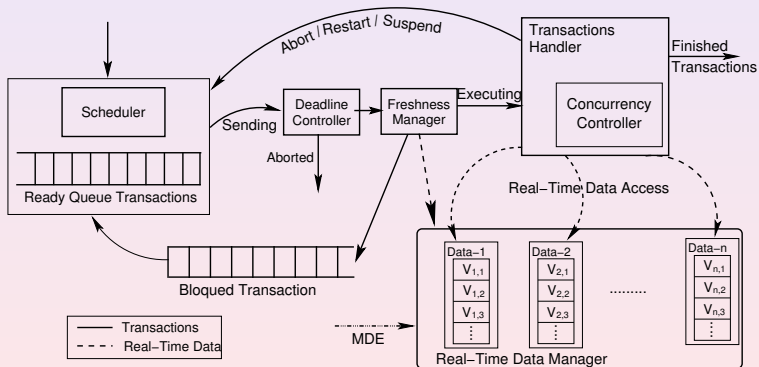 Abort / Restart / Suspend
Transactions
Handler
Finished
Transactions
Concurrency
Controller
Scheduler
Ready Queue Transactions
Sending
Deadline
Controller
Freshness
Manager
Executing
Aborted
Real-Time Data Access
Bloqued Transaction
Data-1
V1,1
V1,2
V1,3
Data-2
V2,1
V2,2
V2,3
.........
Data-n
Vn,1
Vn,2
Vn,3
MDE
Real-Time Data Manager
Transactions
Real-Time Data